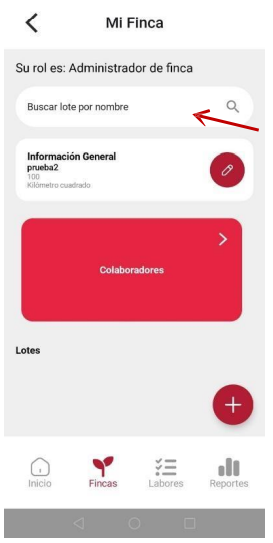 Mi Finca
Su rol es: Administrador de finca
Buscar lote por nombre
Información General
prueba2
100
Kilómetro cuadrado
Colaboradores
Lotes
Inicio
Fincas
Labores
Reportes